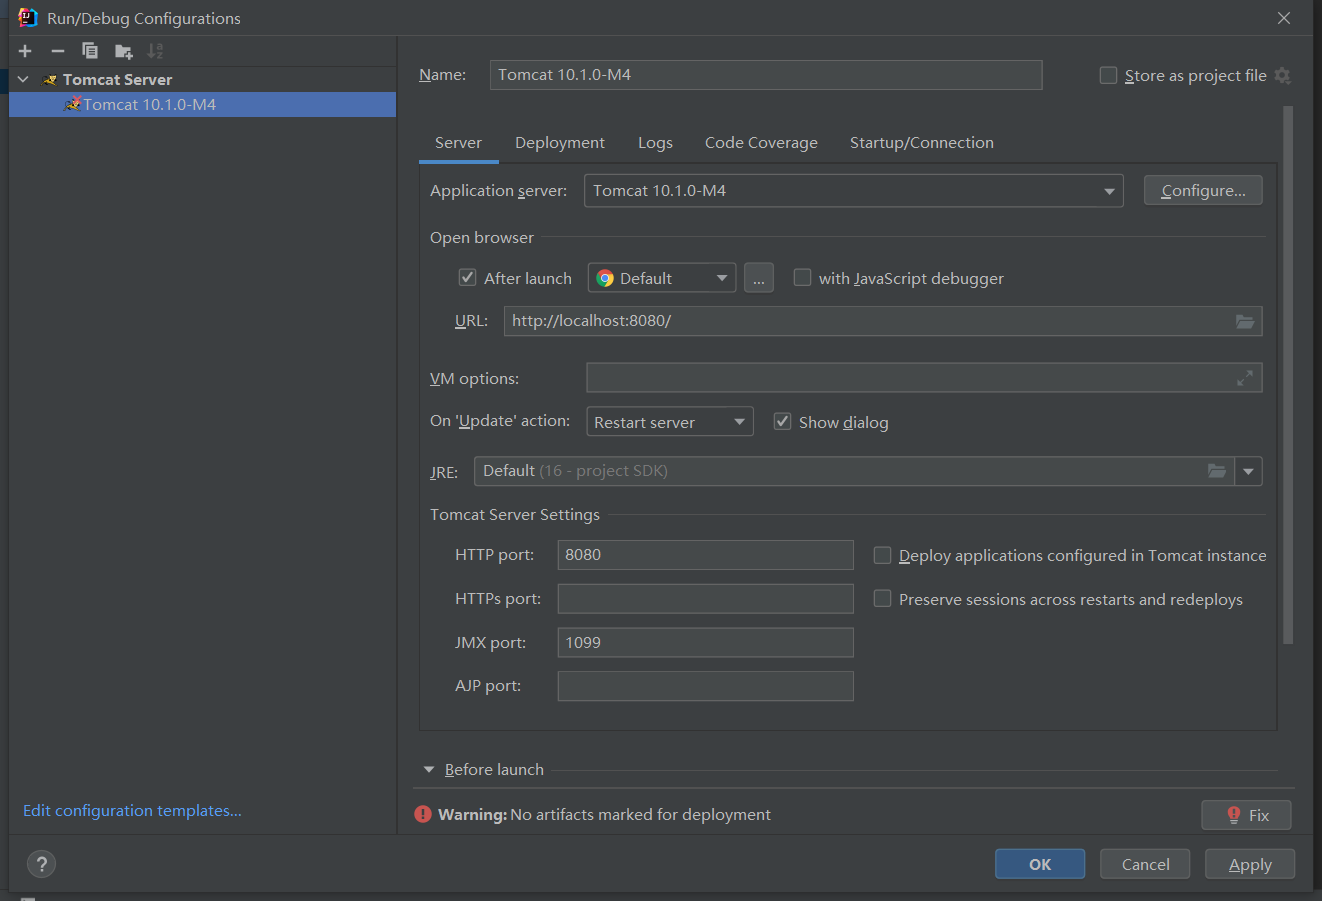 Run/Debug Configurations
Tomcat Server
Tomcat 10.1.0-M4
Edit configuration templates...
Name: Tomcat 10.1.0-M4 Store as project file
Server Deployment Logs Code Coverage Startup/Connection
Application server: Tomcat 10.1.0-M4 Configure...
Open browser
After launch Default ... with JavaScript debugger
URL: http://localhost:8080/
VM options:
On 'Update' action: Restart server Show dialog
JRE: Default (16 - project SDK)
Tomcat Server Settings
HTTP port: 8080 Deploy applications configured in Tomcat instance
HTTPs port: Preserve sessions across restarts and redeploys
JMX port: 1099
AJP port:
Before launch
Warning: No artifacts marked for deployment Fix
? OK Cancel Apply